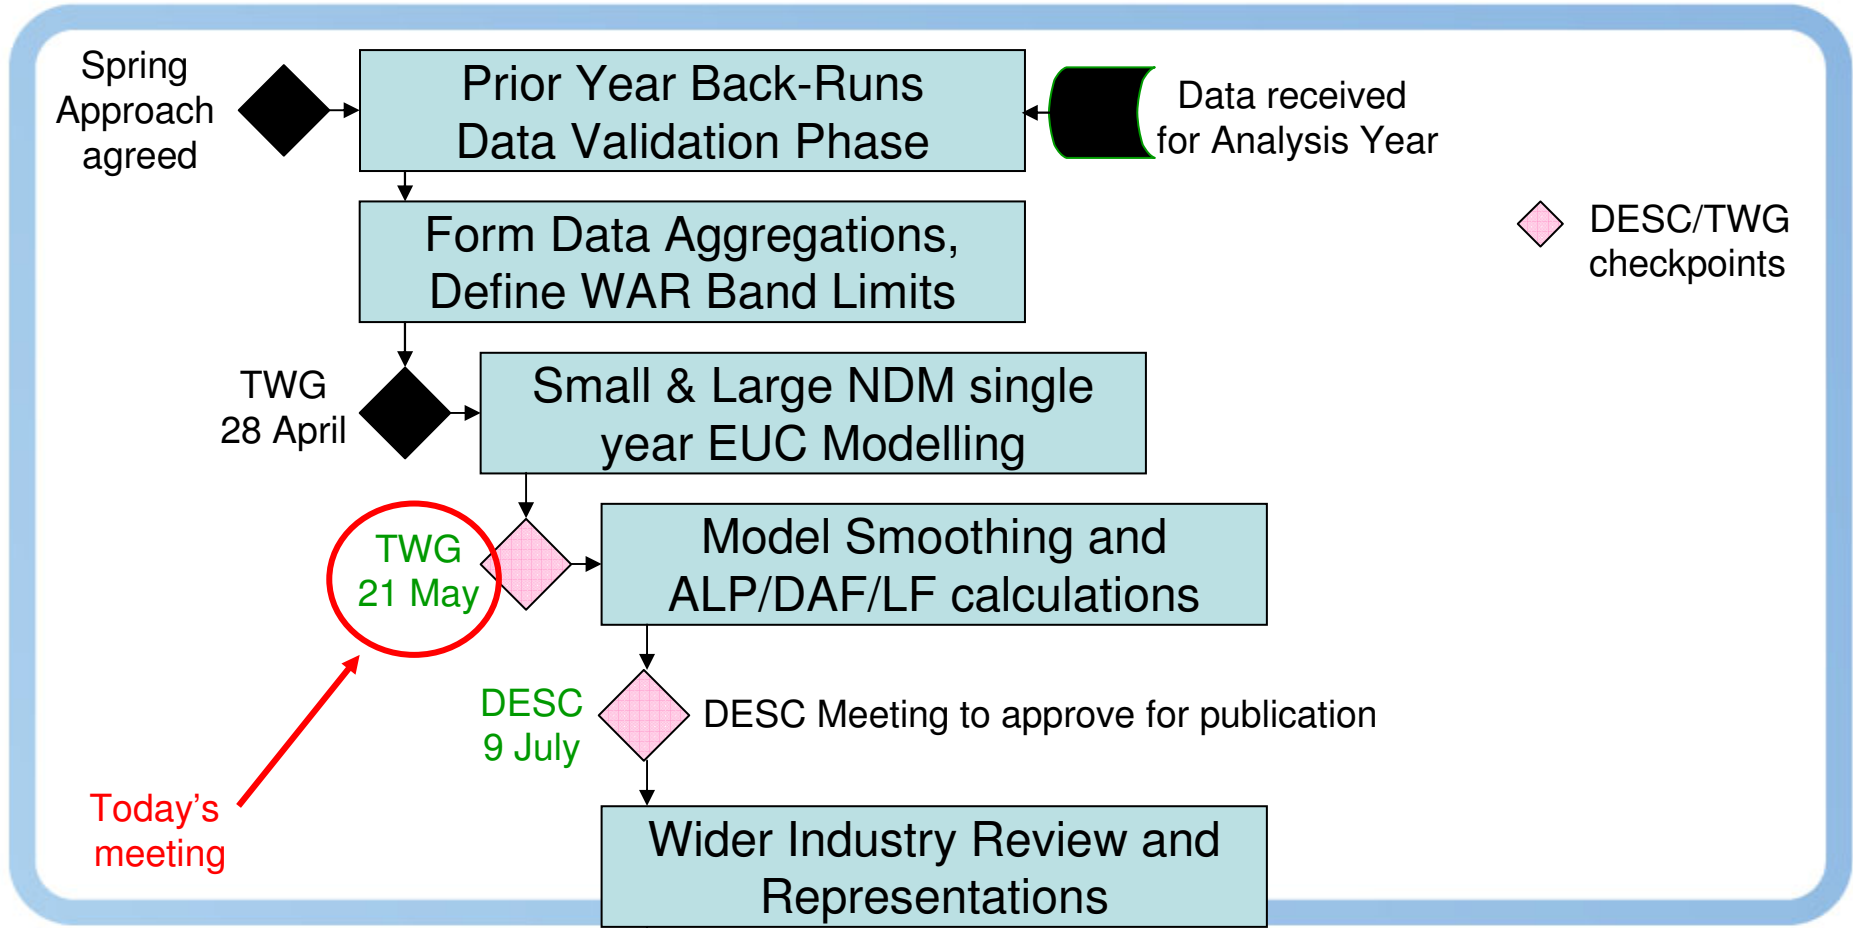 Spring
Approach
agreed
Prior Year Back-Runs
Data Validation Phase
Data received
for Analysis Year
Form Data Aggregations,
Define WAR Band Limits
DESC/TWG
checkpoints
TWG
28 April
Small & Large NDM single
year EUC Modelling
TWG
21 May
Model Smoothing and
ALP/DAF/LF calculations
DESC
9 July
DESC Meeting to approve for publication
Today's
meeting
Wider Industry Review and
Representations